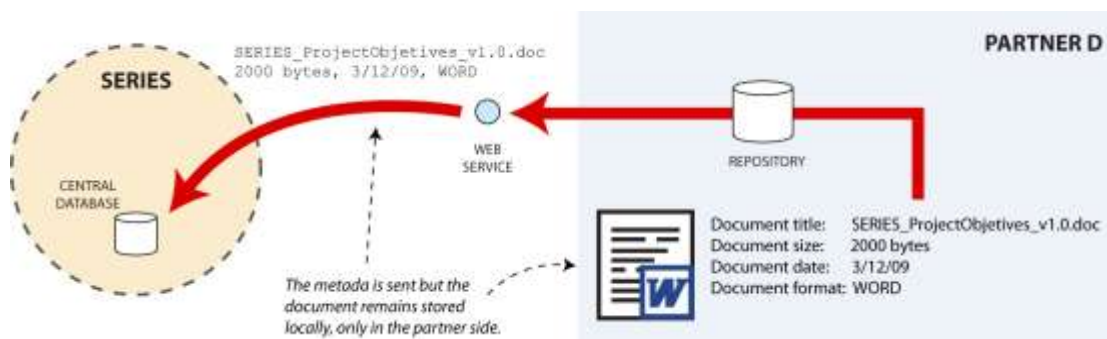 SERIES_ProjectObjetives_v1.0.doc
2000 bytes, 3/12/09, WORD
SERIES
CENTRAL
DATABASE
WEB
SERVICE
The metada is sent but the
document remains stored
locally, only in the partner side.
PARTNER D
REPOSITORY
Document title: SERIES_ProjectObjetives_v1.0.doc
Document size: 2000 bytes
Document date: 3/12/09
Document format: WORD
W